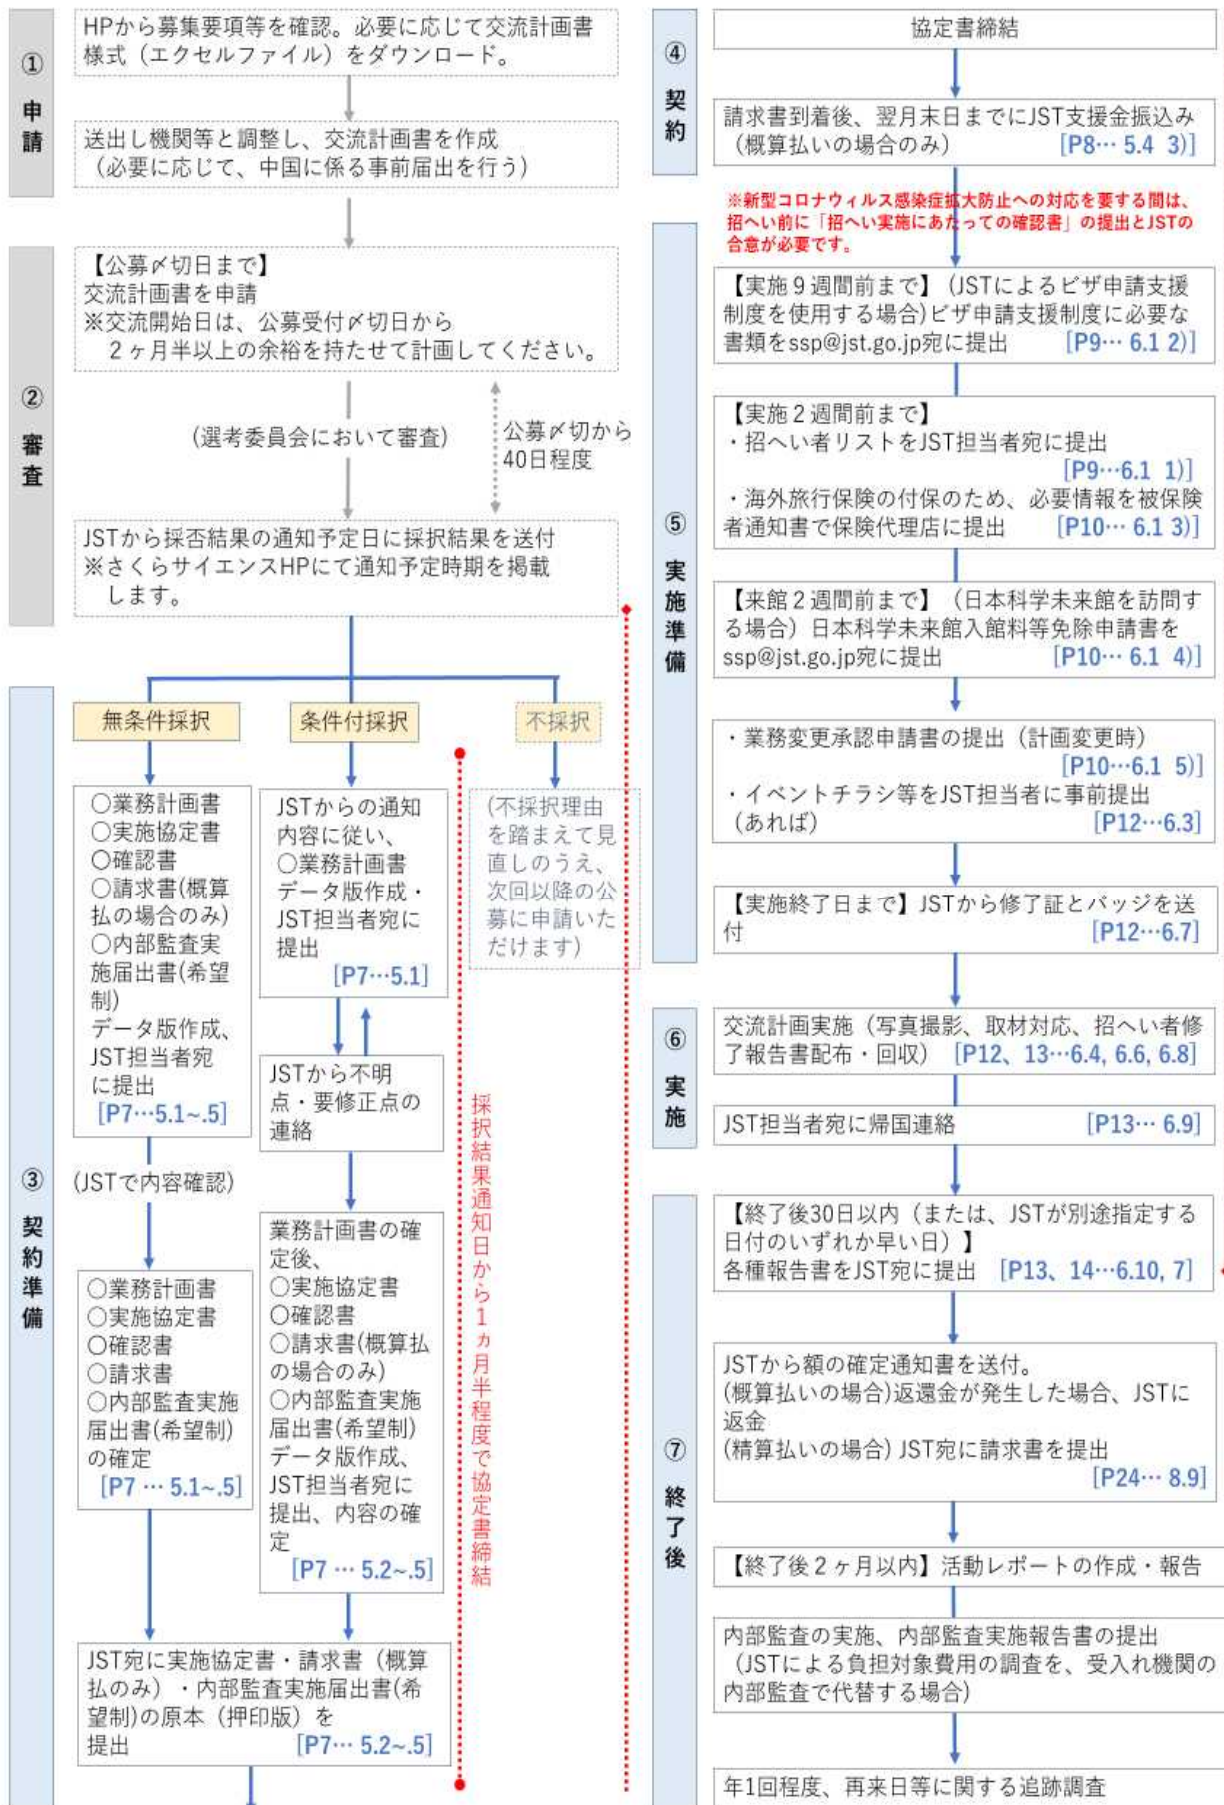 ① 申請
HPから募集要項等を確認。必要に応じて交流計画書
様式（エクセルファイル）をダウンロード。
送出し機関等と調整し、交流計画書を作成
（必要に応じて、中国に係る事前届出を行う）
② 審査
【公募〆切日まで】
交流計画書を申請
※交流開始日は、公募受付〆切日から
２ヶ月半以上の余裕を持たせて計画してください。
(選考委員会において審査)
公募〆切から
40日程度
JSTから採否結果の通知予定日に採択結果を送付
※さくらサイエンスHPにて通知予定時期を掲載
します。
③ 契約準備
無条件採択
○業務計画書
○実施協定書
○確認書
○請求書(概算
払の場合のみ)
○内部監査実
施届出書(希望
制)
データ版作成、
JST担当者宛
に提出
[P7…5.1~.5]
(JSTで内容確認)
○業務計画書
○実施協定書
○確認書
○請求書
○内部監査実施
届出書(希望制)
の確定
[P7 … 5.1~.5]
条件付採択
JSTからの通知
内容に従い、
○業務計画書
データ版作成・
JST担当者宛に
提出
[P7…5.1]
JSTから不明
点・要修正点の
連絡
業務計画書の確
定後、
○実施協定書
○確認書
○請求書(概算払
の場合のみ)
○内部監査実施
届出書(希望制)
データ版作成、
JST担当者宛に
提出、内容の確
定
[P7 … 5.2~.5]
不採択
(不採択理由
を踏まえて見
直しのうえ、
次回以降の公
募に申請いた
だけます)
採択結果通知日から１ヵ月半程度で協定書締結
JST宛に実施協定書・請求書（概算
払のみ）・内部監査実施届出書(希
望制)の原本（押印版）を
提出 [P7… 5.2~.5]
④ 契約
協定書締結
請求書到着後、翌月末日までにJST支援金振込み
（概算払いの場合のみ） [P8… 5.4 3)]
※新型コロナウィルス感染症拡大防止への対応を要する間は、
招へい前に「招へい実施にあたっての確認書」の提出とJSTの
合意が必要です。
⑤ 実施準備
【実施９週間前まで】（JSTによるビザ申請支援
制度を使用する場合)ビザ申請支援制度に必要な
書類をssp@jst.go.jp宛に提出 [P9… 6.1 2)]
【実施２週間前まで】
・招へい者リストをJST担当者宛に提出
[P9…6.1 1)]
・海外旅行保険の付保のため、必要情報を被保険
者通知書で保険代理店に提出 [P10… 6.1 3)]
【来館２週間前まで】（日本科学未来館を訪問す
る場合）日本科学未来館入館料等免除申請書を
ssp@jst.go.jp宛に提出 [P10… 6.1 4)]
・業務変更承認申請書の提出（計画変更時）
[P10…6.1 5)]
・イベントチラシ等をJST担当者に事前提出
（あれば） [P12…6.3]
【実施終了日まで】JSTから修了証とバッジを送
付 [P12…6.7]
⑥ 実施
交流計画実施（写真撮影、取材対応、招へい者修
了報告書配布・回収） [P12、13…6.4, 6.6, 6.8]
JST担当者宛に帰国連絡 [P13… 6.9]
⑦ 終了後
【終了後30日以内（または、JSTが別途指定する
日付のいずれか早い日）】
各種報告書をJST宛に提出 [P13、14…6.10, 7]
JSTから額の確定通知書を送付。
(概算払いの場合)返還金が発生した場合、JSTに
返金
(精算払いの場合) JST宛に請求書を提出
[P24… 8.9]
【終了後２ヶ月以内】活動レポートの作成・報告
内部監査の実施、内部監査実施報告書の提出
（JSTによる負担対象費用の調査を、受入れ機関の
内部監査で代替する場合）
年1回程度、再来日等に関する追跡調査